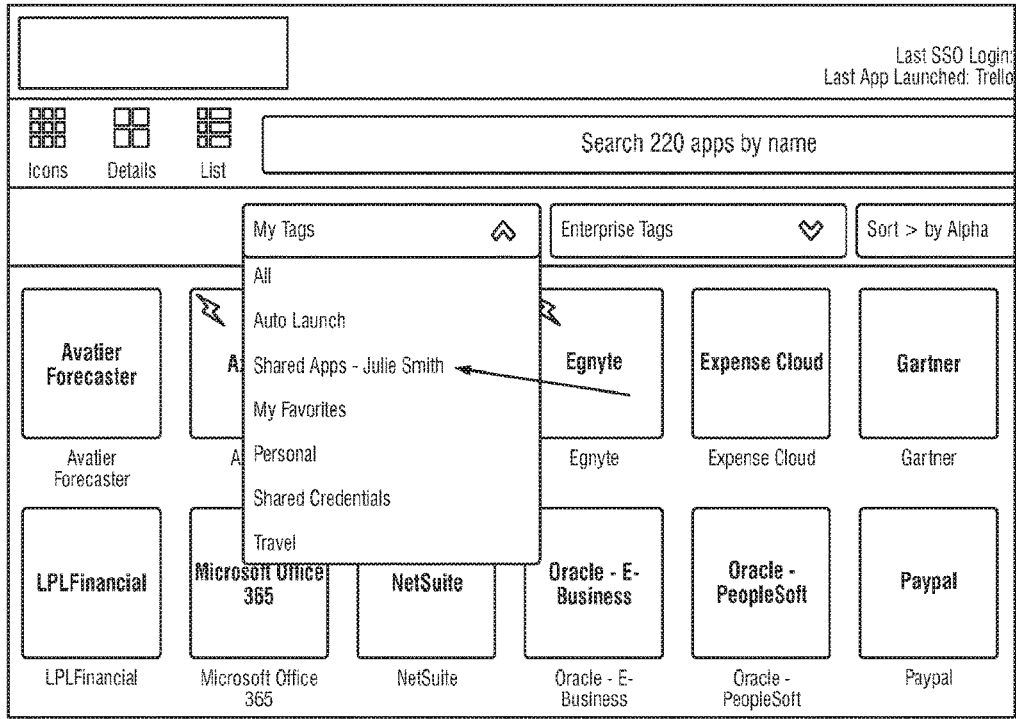 Last SSO Login:
Last App Launched: Trello
Icons
Details
List
Search 220 apps by name
My Tags
Enterprise Tags
Sort > by Alpha
All
Auto Launch
Shared Apps - Julie Smith
My Favorites
Personal
Shared Credentials
Travel
Avatier
Forecaster
Egnyte
Expense Cloud
Gartner
Avatier
Forecaster
Egnyte
Expense Cloud
Gartner
LPLFinancial
Microsoft Office
365
NetSuite
Oracle - E-
Business
Oracle -
PeopleSoft
Paypal
LPLFinancial
Microsoft Office
365
NetSuite
Oracle - E-
Business
Oracle -
PeopleSoft
Paypal